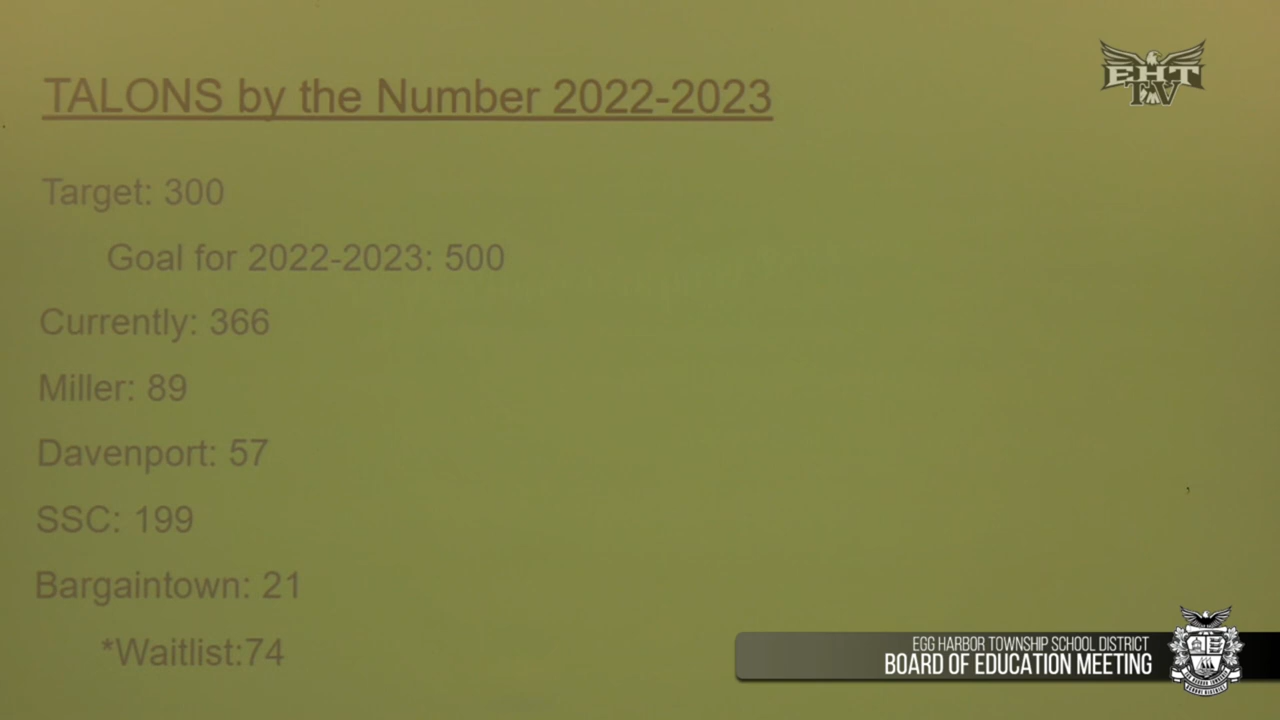 TALONS by the Number 2022-2023
EHT
TV
Target: 300
Goal for 2022-2023: 500
Currently: 366
Miller: 89
Davenport: 57
SSC: 199
Bargaintown: 21
*Waitlist:74
EGG HARBOR TOWNSHIP SCHOOL DISTRICT
BOARD OF EDUCATION MEETING